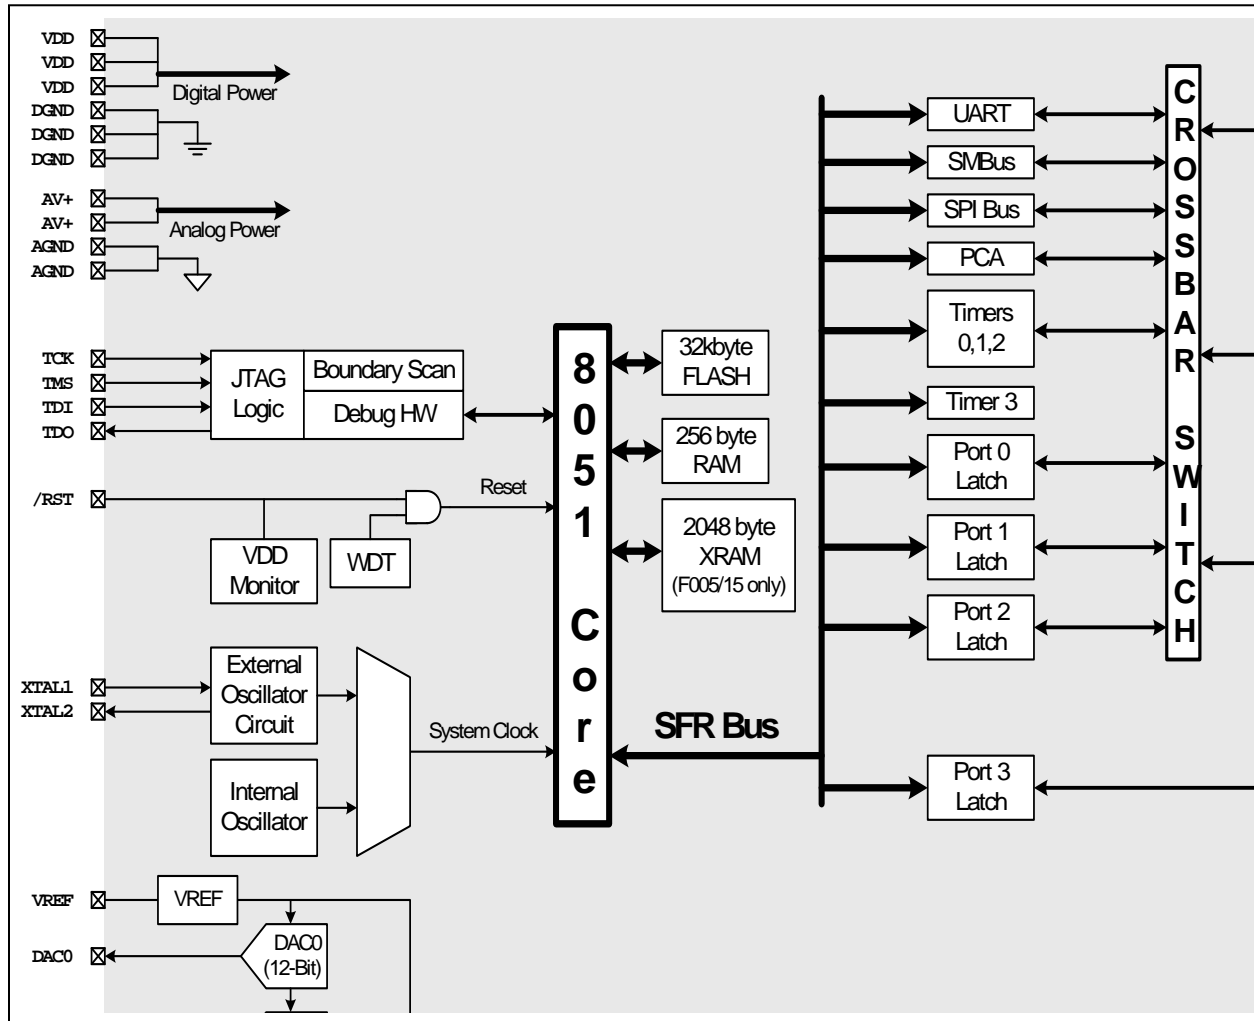 VDD
VDD
VDD
Digital Power
DGND
DGND
DGND
AV+
AV+
Analog Power
AGND
AGND
TCK
TMS
TDI
TDO
JTAG
Logic
Boundary Scan
Debug HW
/RST
Reset
VDD
Monitor
WDT
XTAL1
XTAL2
External
Oscillator
Circuit
System Clock
Internal
Oscillator
VREF
VREF
DAC0
DAC0
(12-Bit)
8051 Core
32kbyte
FLASH
256 byte
RAM
2048 byte
XRAM
(F005/15 only)
SFR Bus
UART
SMBus
SPI Bus
PCA
Timers
0,1,2
Timer 3
Port 0
Latch
Port 1
Latch
Port 2
Latch
Port 3
Latch
CROSSBAR SWITCH